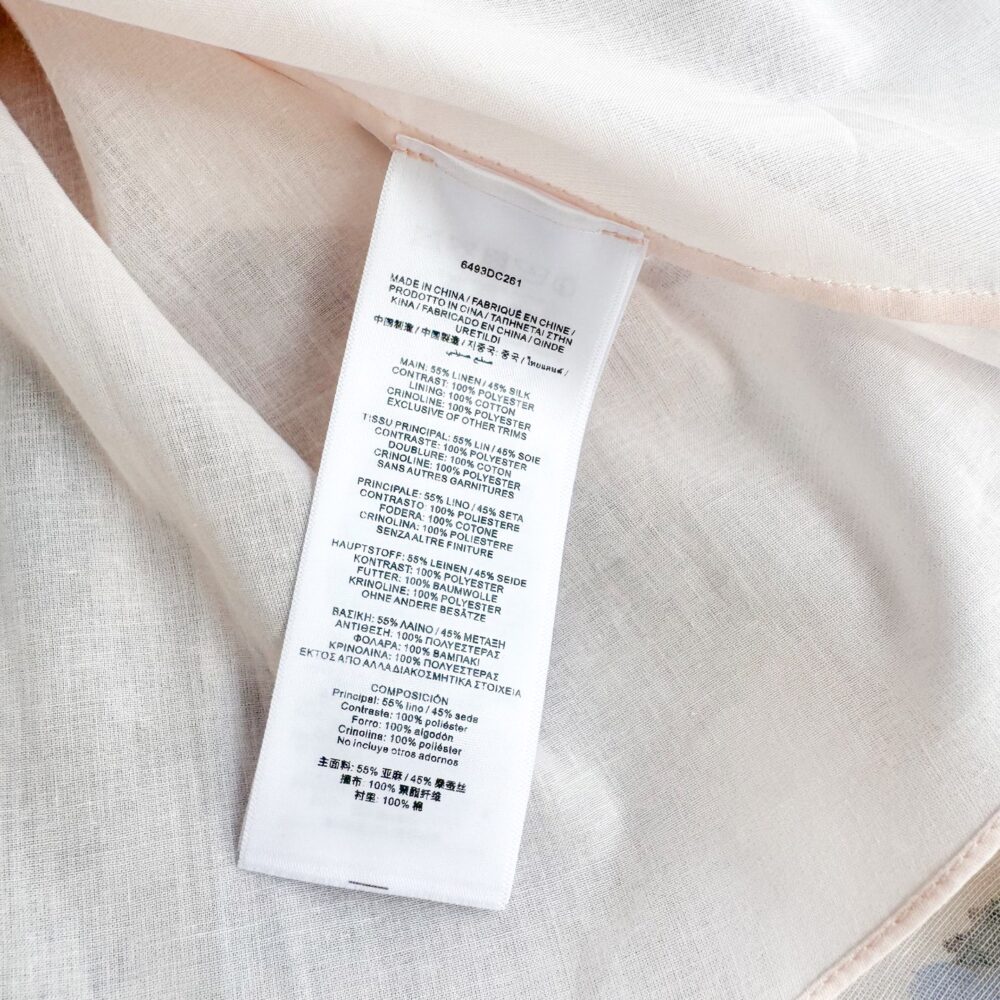 6493DC261
MADE IN CHINA / FABRIQUÉ EN CHINE /
PRODOTTO IN CINA / ΤΑΠΗΝΕΤΑΙ ΣΤΗΝ
ΚΙΝΑ / FABRICADO EN CHINA / QINDE
URETILDI
中國製造 / 中国製造 / 지중국: 중국 /
MAIN: 55% LINEN / 45% SILK
CONTRAST: 100% POLYESTER
LINING: 100% COTTON
CRINOLINE: 100% POLYESTER
EXCLUSIVE OF OTHER TRIMS
TISSU PRINCIPAL: 55% LIN / 45% SOIE
CONTRASTE: 100% POLYESTER
DOUBLURE: 100% COTON
CRINOLINE: 100% POLYESTER
SANS AUTRES GARNITURES
PRINCIPALE: 55% LINO / 45% SETA
CONTRASTO: 100% POLIESTERE
FODERA: 100% COTONE
CRINOLINA: 100% POLIESTERE
SENZA ALTRE FINITURE
HAUPTSTOFF: 55% LEINEN / 45% SEIDE
KONTRAST: 100% POLYESTER
FUTTER: 100% BAUMWOLLE
KRINOLINE: 100% POLYESTER
OHNE ANDERE BESÄTZE
ΒΑΣΙΚΗ: 55% ΛΑΙΝΟ / 45% ΜΕΤΑΞΗ
ΑΝΤΙΘΕΣΗ: 100% ΠΟΛΥΕΣΤΕΡΑΣ
ΦΟΛΑΡΑ: 100% ΒΑΜΠΑΚΙ
ΚΡΙΝΟΛΙΝΑ: 100% ΠΟΛΥΕΣΤΕΡΑΣ
ΕΚΤΟΣ ΑΠΟ ΑΛΛΑ ΔΙΑΚΟΣΜΗΤΙΚΑ ΣΤΟΙΧΕΙΑ
COMPOSICIÓN
Principal: 55% lino / 45% seda
Contraste: 100% poliéster
Forro: 100% algodón
Crinolina: 100% poliéster
No incluye otros adornos
主面料: 55% 亚麻 / 45% 桑蚕丝
撞布 100% 聚酯纤维
衬里: 100% 棉